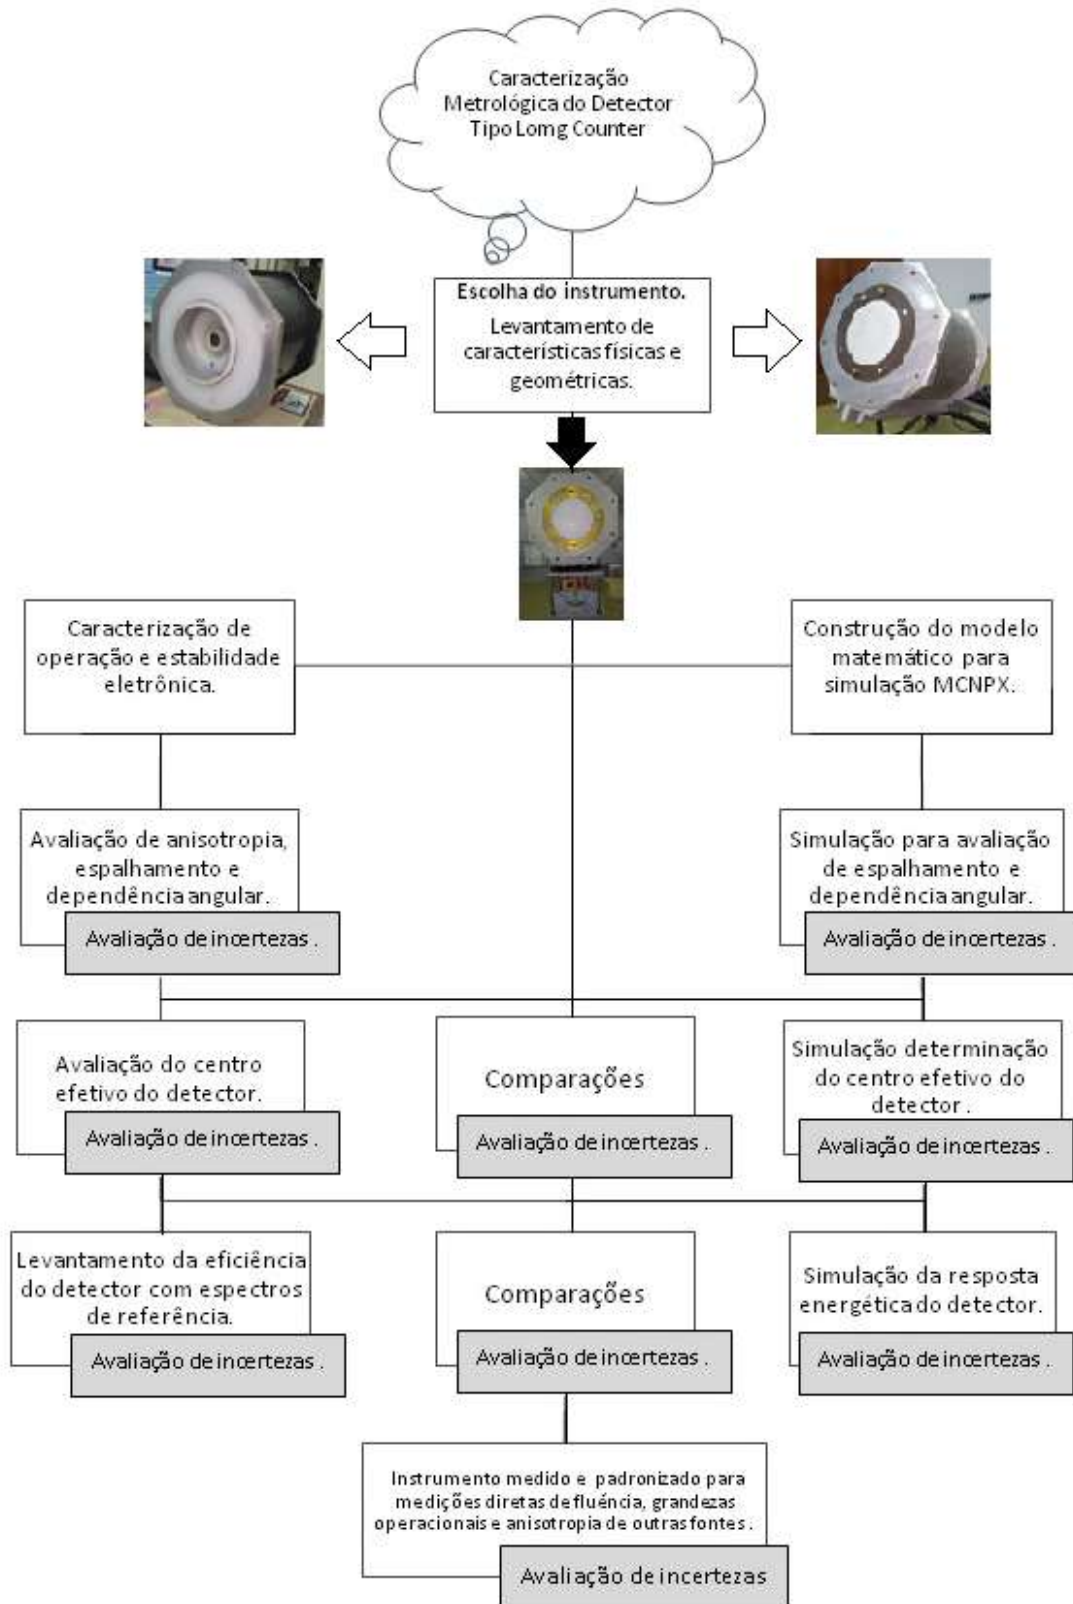 Caracterização
Metrológica do Detector
Tipo Lomg Counter
Escolha do instrumento.
Levantamento de
características físicas e
geométricas.
Caracterização de
operação e estabilidade
eletrônica.
Construção do modelo
matemático para
simulação MCNPX.
Avaliação de anisotropia,
espalhamento e
dependência angular.
Avaliação de incertezas .
Simulação para avaliação
de espalhamento e
dependência angular.
Avaliação de incertezas .
Avaliação do centro
efetivo do detector.
Avaliação de incertezas .
Comparações
Avaliação de incertezas .
Simulação determinação
do centro efetivo do
detector .
Avaliação de incertezas .
Levantamento da eficiência
do detector com espectros
de referência.
Avaliação de incertezas .
Comparações
Avaliação de incertezas .
Simulação da resposta
energética do detector.
Avaliação de incertezas .
Instrumento medido e padronizado para
medições diretas de fluéncia, grandezas
operacionais e anisotropia de outras fontes .
Avaliação de incertezas